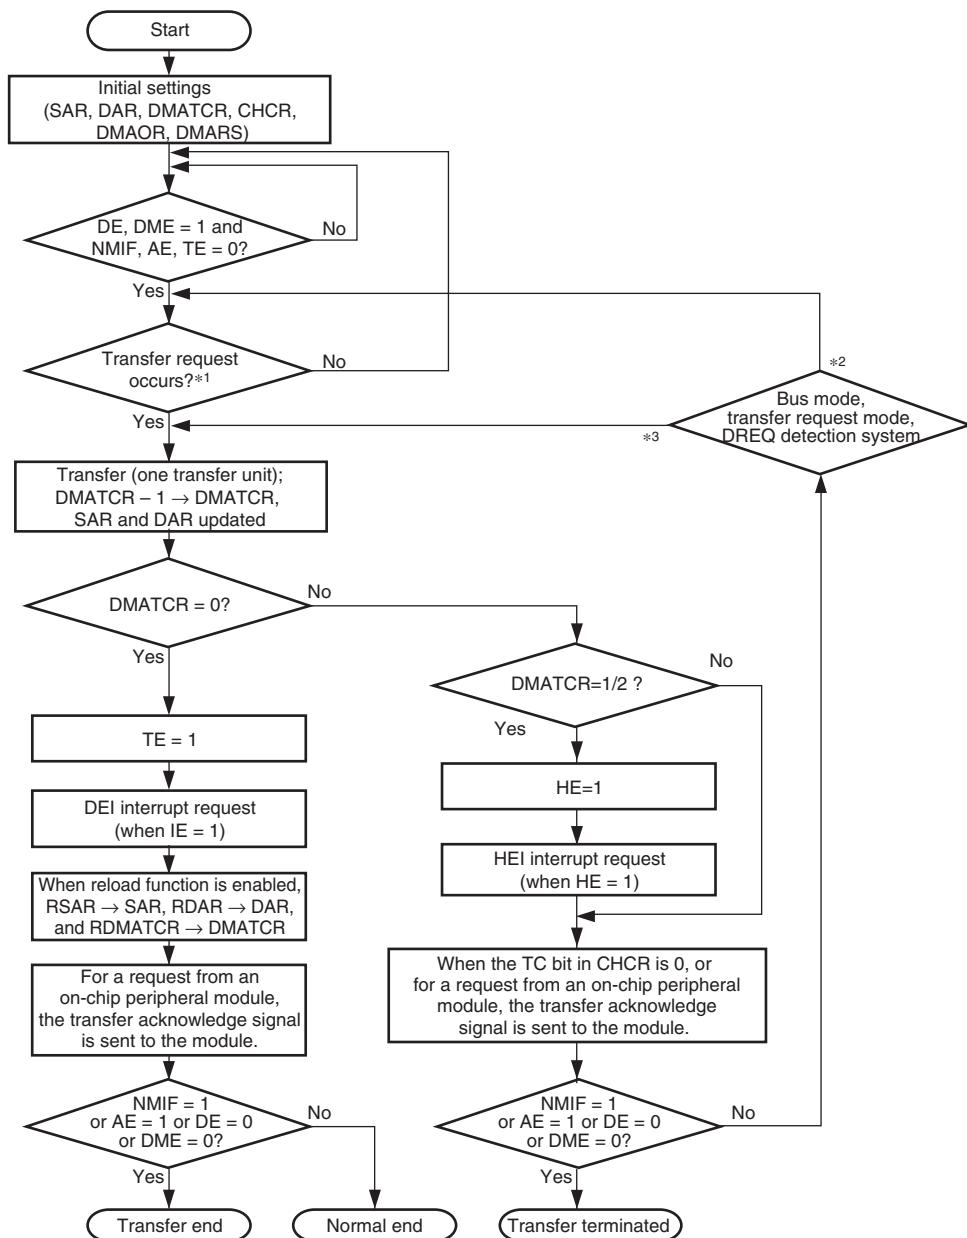 Start
Initial settings
(SAR, DAR, DMATCR, CHCR,
DMAOR, DMARS)
DE, DME = 1 and
NMIF, AE, TE = 0?
No
Yes
Transfer request
occurs?*1
No
Yes
*2
Bus mode,
transfer request mode,
DREQ detection system
*3
Transfer (one transfer unit);
DMATCR – 1 → DMATCR,
SAR and DAR updated
DMATCR = 0?
No
Yes
DMATCR=1/2 ?
No
Yes
TE = 1
HE=1
DEI interrupt request
(when IE = 1)
HEI interrupt request
(when HE = 1)
When reload function is enabled,
RSAR → SAR, RDAR → DAR,
and RDMATCR → DMATCR
When the TC bit in CHCR is 0, or
for a request from an on-chip peripheral
module, the transfer acknowledge
signal is sent to the module.
For a request from an
on-chip peripheral module,
the transfer acknowledge signal
is sent to the module.
NMIF = 1
or AE = 1 or DE = 0
or DME = 0?
No
Yes
NMIF = 1
or AE = 1 or DE = 0
or DME = 0?
No
Yes
Transfer end
Normal end
Transfer terminated